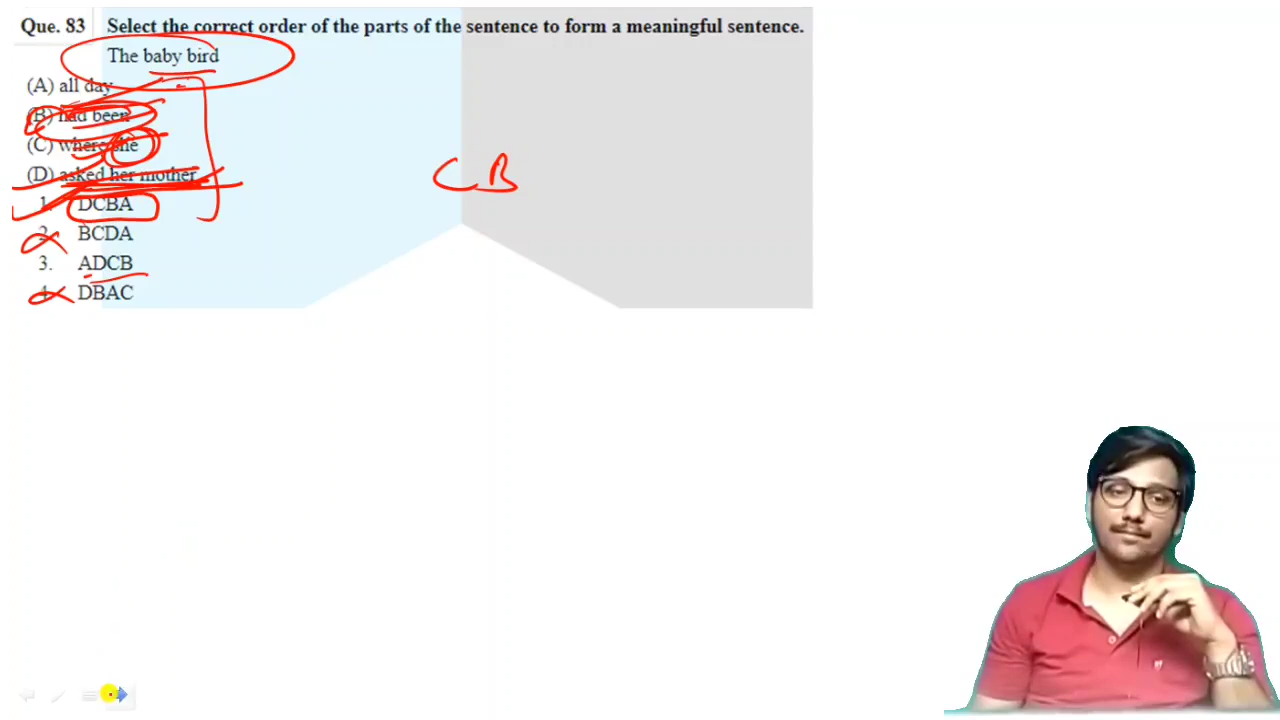 Que. 83 Select the correct order of the parts of the sentence to form a meaningful sentence.
The baby bird
(A) all day
(B) had been
(C) where she
(D) asked her mother
1. DCBA
2. BCDA
3. ADCB
4. DBAC
CB